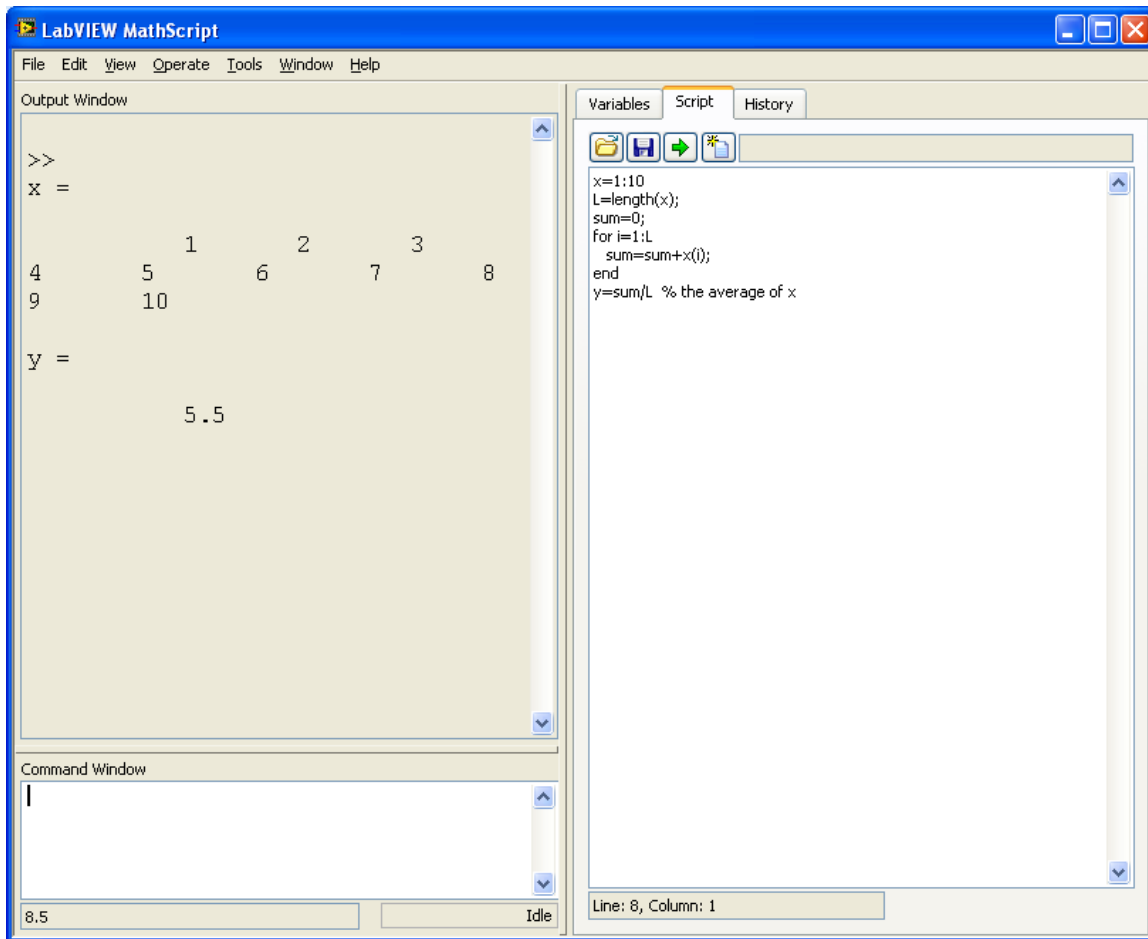 LabVIEW MathScript
File Edit View Operate Tools Window Help
Output Window
>>
x =
1 2 3
4 5 6 7 8
9 10
y =
5.5
Command Window
8.5 Idle
Variables Script History
x=1:10
L=length(x);
sum=0;
for i=1:L
sum=sum+x(i);
end
y=sum/L % the average of x
Line: 8, Column: 1